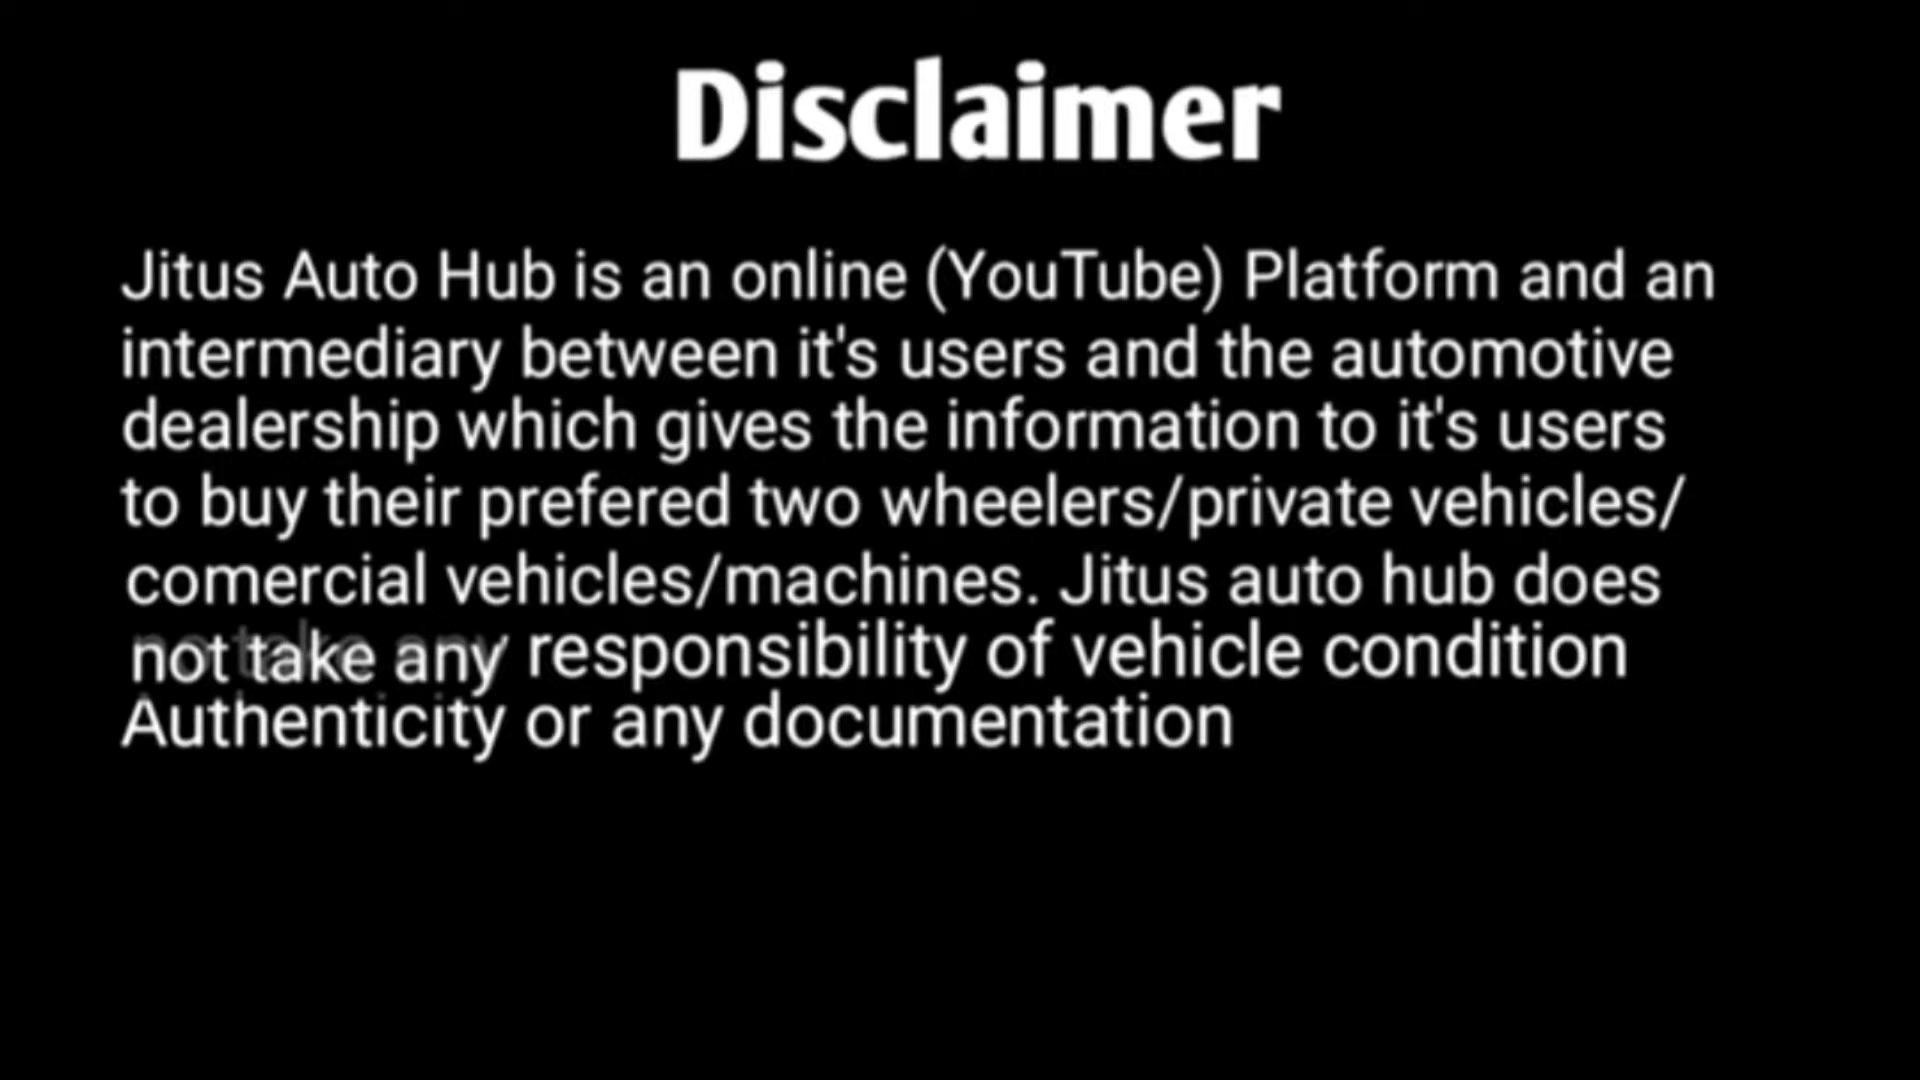 Disclaimer
Jitus Auto Hub is an online (YouTube) Platform and an
intermediary between it's users and the automotive
dealership which gives the information to it's users
to buy their prefered two wheelers/private vehicles/
comercial vehicles/machines. Jitus auto hub does
not take any responsibility of vehicle condition
Authenticity or any documentation